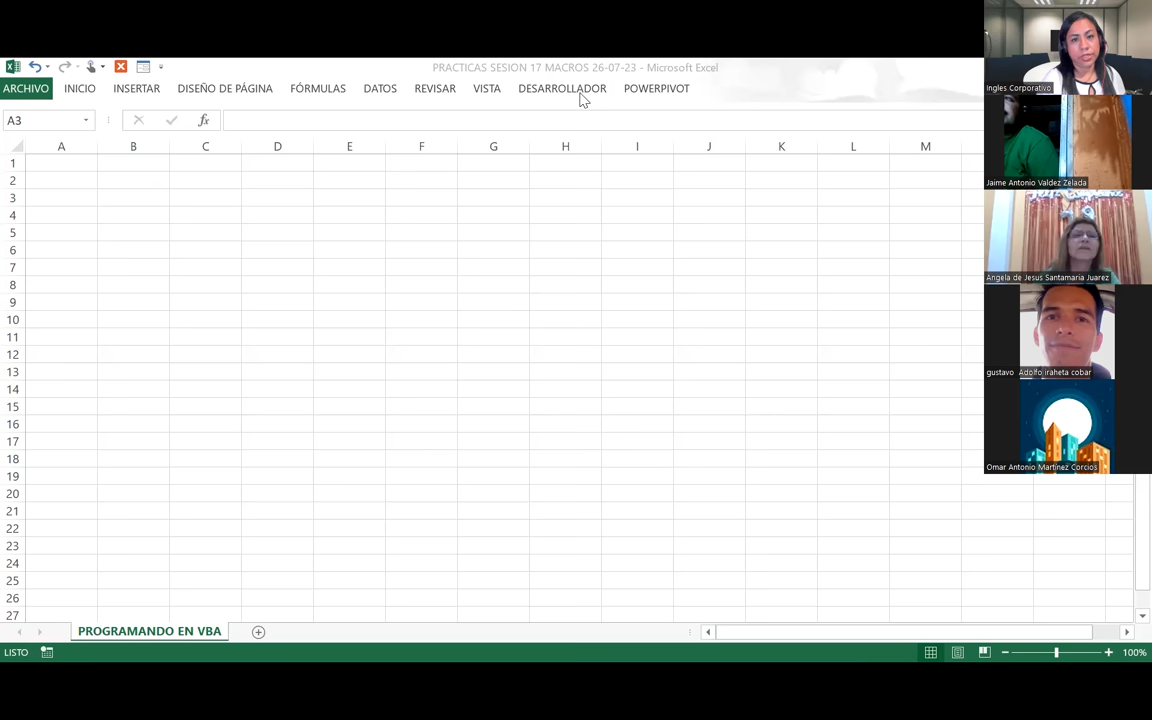 PRACTICAS SESION 17 MACROS 26-07-23 - Microsoft Excel
ARCHIVO INICIO INSERTAR DISEÑO DE PÁGINA FÓRMULAS DATOS REVISAR VISTA DESARROLLADOR POWERPIVOT
A3 fx
A B C D E F G H I J K L M
1
2
3
4
5
6
7
8
9
10
11
12
13
14
15
16
17
18
19
20
21
22
23
24
25
26
27
PROGRAMANDO EN VBA
LISTO 100%
Ingles Corporativo
Jaime Antonio Valdez Zelada
Angela de Jesus Santamaria Juarez
gustavo Adolfo iraheta cobar
Omar Antonio Martínez Corcios